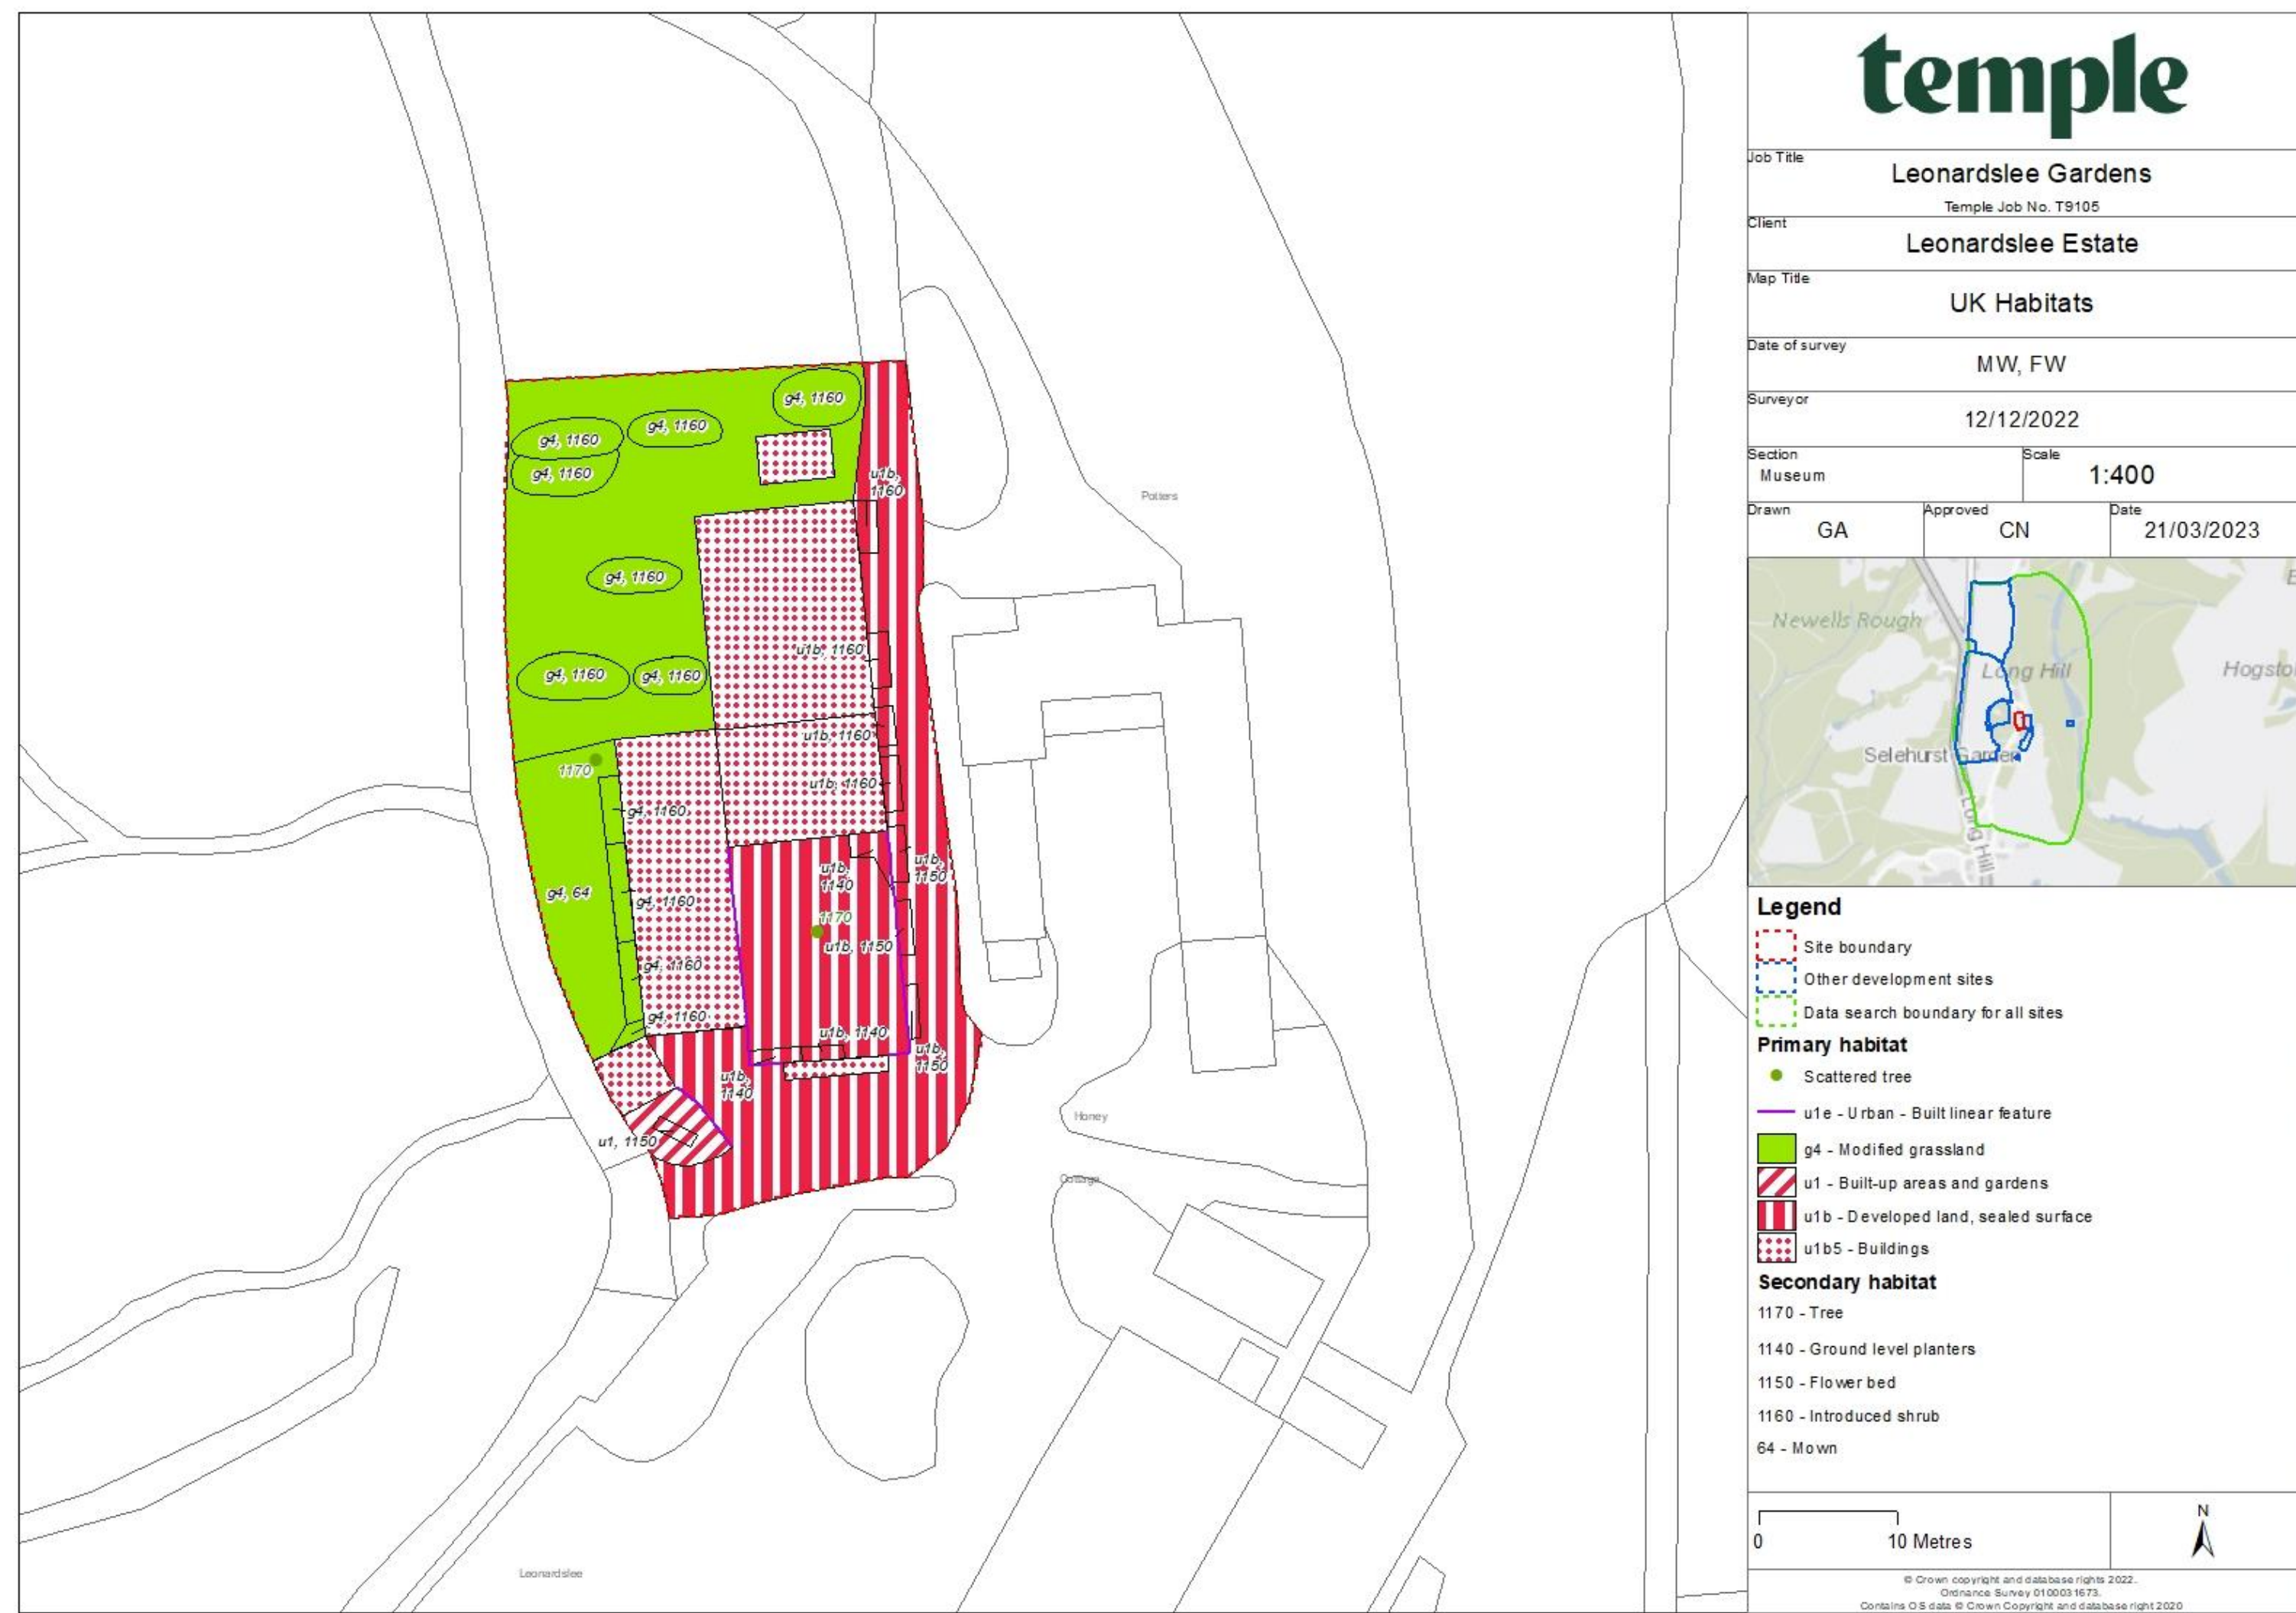 temple
Job Title
Leonardslee Gardens
Temple Job No. T9105
Client
Leonardslee Estate
Map Title
UK Habitats
Date of survey
MW, FW
Surveyor
12/12/2022
Section
Museum
Scale
1:400
Drawn
GA
Approved
CN
Date
21/03/2023
Newells Rough
Long Hill
Hogsto
Selehurst Garden
Long Hill
Legend
Site boundary
Other development sites
Data search boundary for all sites
Primary habitat
Scattered tree
u1e - Urban - Built linear feature
g4 - Modified grassland
u1 - Built-up areas and gardens
u1b - Developed land, sealed surface
u1b5 - Buildings
Secondary habitat
1170 - Tree
1140 - Ground level planters
1150 - Flower bed
1160 - Introduced shrub
64 - Mown
0
10 Metres
N
© Crown copyright and database rights 2022.
Ordnance Survey 0100031673.
Contains OS data © Crown Copyright and database right 2020
g4, 1160
g4, 1160
g4, 1160
g4, 1160
u1b,
1160
Potters
g4, 1160
u1b, 1160
g4, 1160
g4, 1160
u1b, 1160
1170
u1b, 1160
g4, 1160
u1b,
1140
u1b,
1150
g4, 64
g4, 1160
1170
u1b, 1150
g4, 1160
g4, 1160
u1b, 1140
u1b,
1150
u1b,
1140
Honey
u1, 1150
Cottage
Leonardslee